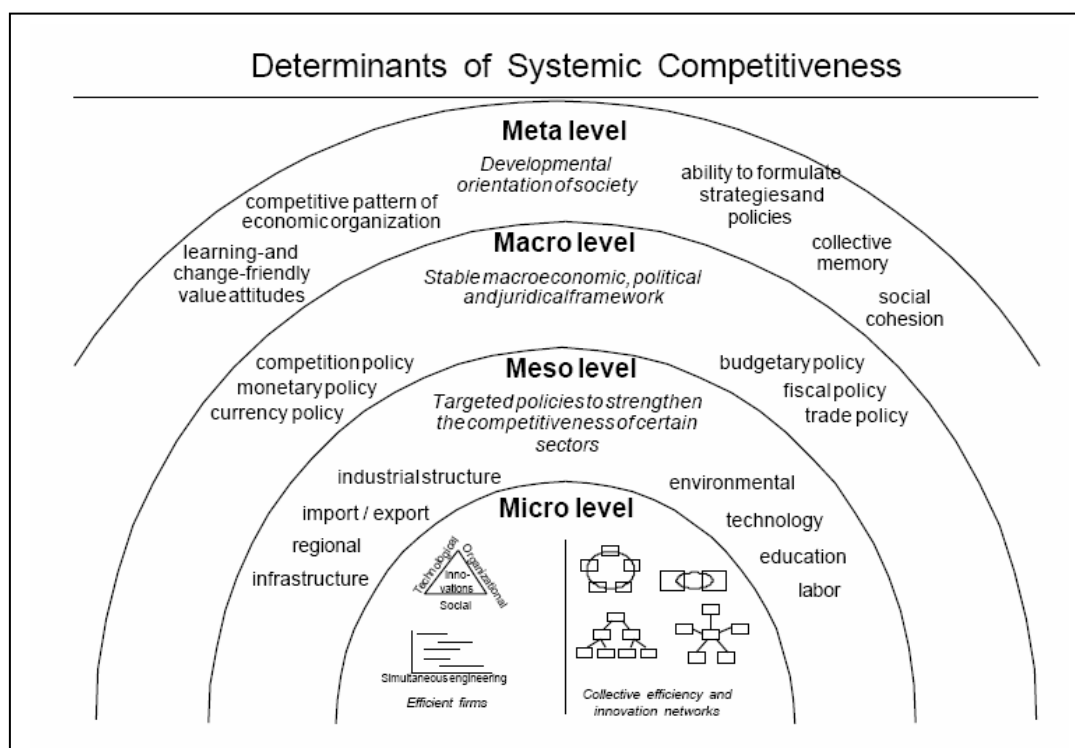 Determinants of Systemic Competitiveness
Meta level
Developmental
orientation of society
competitive pattern of
economic organization
learning-and
change-friendly
value attitudes
ability to formulate
strategies and
policies
collective
memory
social
cohesion
Macro level
Stable macroeconomic, political
and juridical framework
competition policy
monetary policy
currency policy
budgetary policy
fiscal policy
trade policy
Meso level
Targeted policies to strengthen
the competitiveness of certain
sectors
industrial structure
import / export
regional
infrastructure
environmental
technology
education
labor
Micro level
Technological
Organizational
Inno-
vations
Social
Simultaneous engineering
Efficient firms
Collective efficiency and
innovation networks